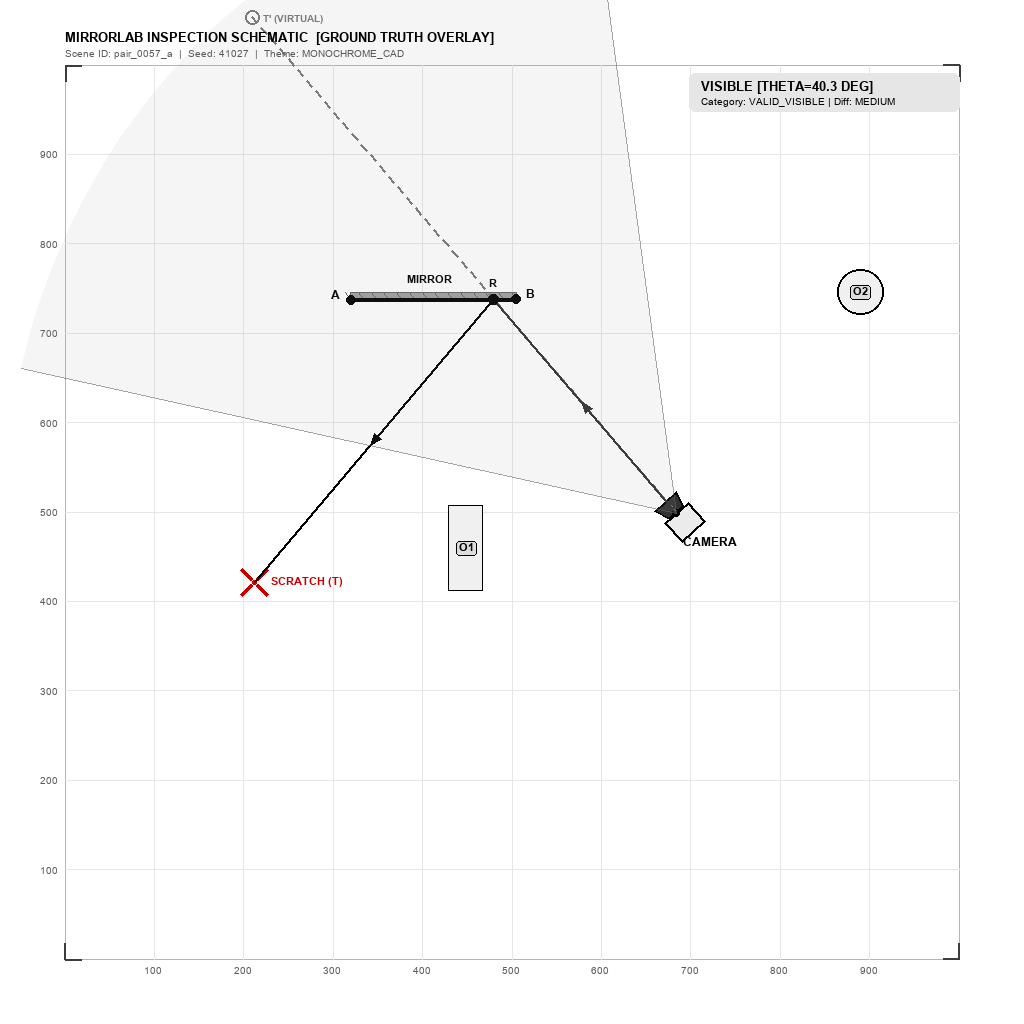 T' (VIRTUAL)
MIRRORLAB INSPECTION SCHEMATIC [GROUND TRUTH OVERLAY]
Scene ID: pair_0057_a | Seed: 41027 | Theme: MONOCHROME_CAD
VISIBLE [THETA=40.3 DEG]
Category: VALID_VISIBLE | Diff: MEDIUM
900
800
MIRROR
R
A
B
O2
700
600
500
CAMERA
O1
SCRATCH (T)
400
300
200
100
100 200 300 400 500 600 700 800 900